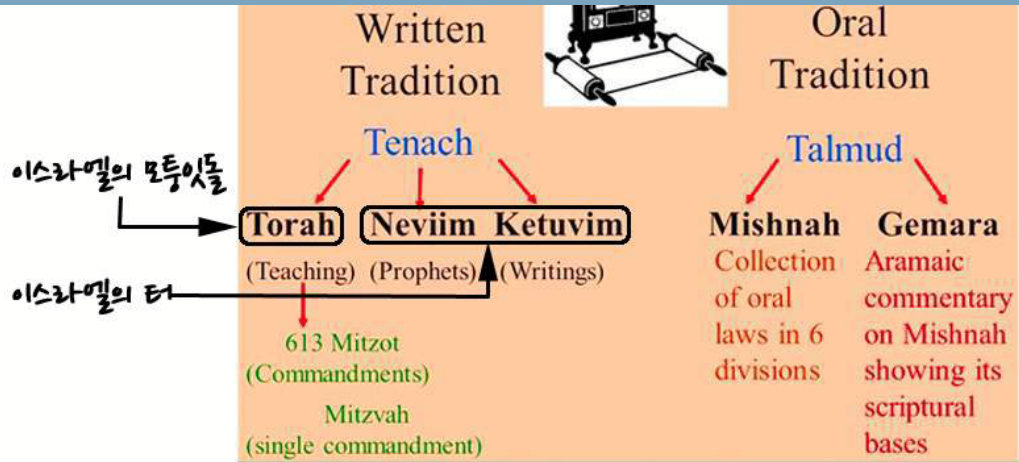 Written
Tradition
Oral
Tradition
Tenach
Talmud
이스라엘의 모퉁잇돌
Torah
Neviim Ketuvim
Mishnah
Gemara
(Teaching)
(Prophets)
(Writings)
이스라엘의 터
Collection
of oral
laws in 6
divisions
Aramaic
commentary
on Mishnah
showing its
scriptural
bases
613 Mitzot
(Commandments)
Mitzvah
(single commandment)